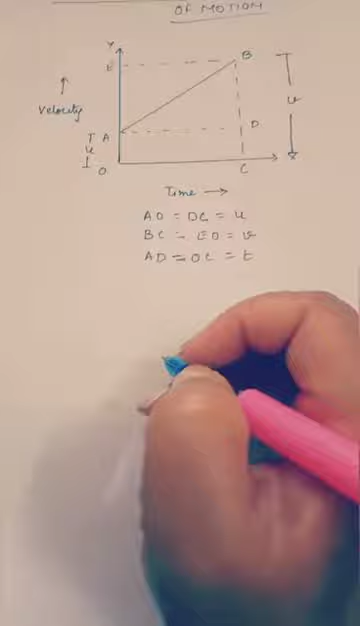 OF MOTION
Y
E
B
Velocity
v
T
u
I
A
D
O
C
X
Time →
AO = DC = u
BC = EO = v
AD = OC = t